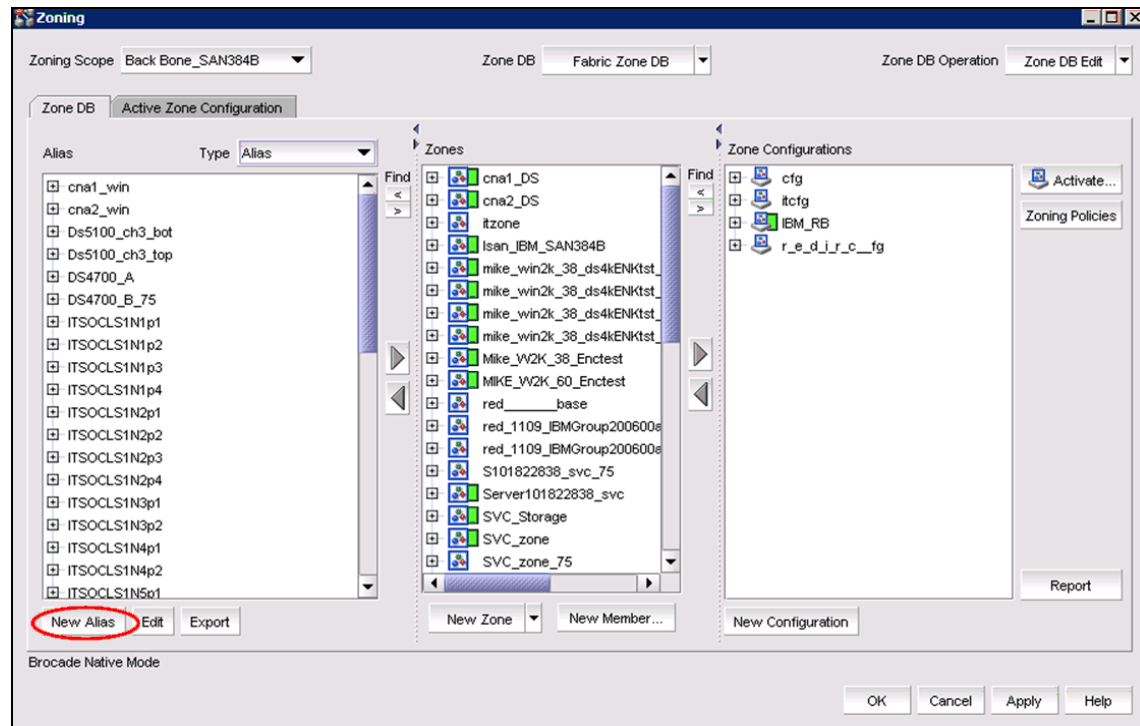 Zoning
Zoning Scope Back Bone_SAN384B
Zone DB Fabric Zone DB
Zone DB Operation Zone DB Edit
Zone DB Active Zone Configuration
Alias Type Alias
cna1_win
cna2_win
Ds5100_ch3_bot
Ds5100_ch3_top
DS4700_A
DS4700_B_75
ITSOCLS1N1p1
ITSOCLS1N1p2
ITSOCLS1N1p3
ITSOCLS1N1p4
ITSOCLS1N2p1
ITSOCLS1N2p2
ITSOCLS1N2p3
ITSOCLS1N2p4
ITSOCLS1N3p1
ITSOCLS1N3p2
ITSOCLS1N4p1
ITSOCLS1N4p2
ITSOCLS1N5p1
New Alias Edit Export
Find
<
>
Zones
cna1_DS
cna2_DS
itzone
lsan_IBM_SAN384B
mike_win2k_38_ds4kENKtst_
mike_win2k_38_ds4kENKtst_
mike_win2k_38_ds4kENKtst_
mike_win2k_38_ds4kENKtst_
Mike_W2K_38_Enctest
MIKE_W2K_60_Enctest
red_______base
red_1109_IBMGroup200600a
red_1109_IBMGroup200600a
S101822838_svc_75
Server101822838_svc
SVC_Storage
SVC_zone
SVC_zone_75
New Zone New Member...
Find
<
>
Zone Configurations
cfg
itcfg
IBM_RB
r_e_d_i_r_c__fg
New Configuration
Activate...
Zoning Policies
Report
Brocade Native Mode
OK Cancel Apply Help